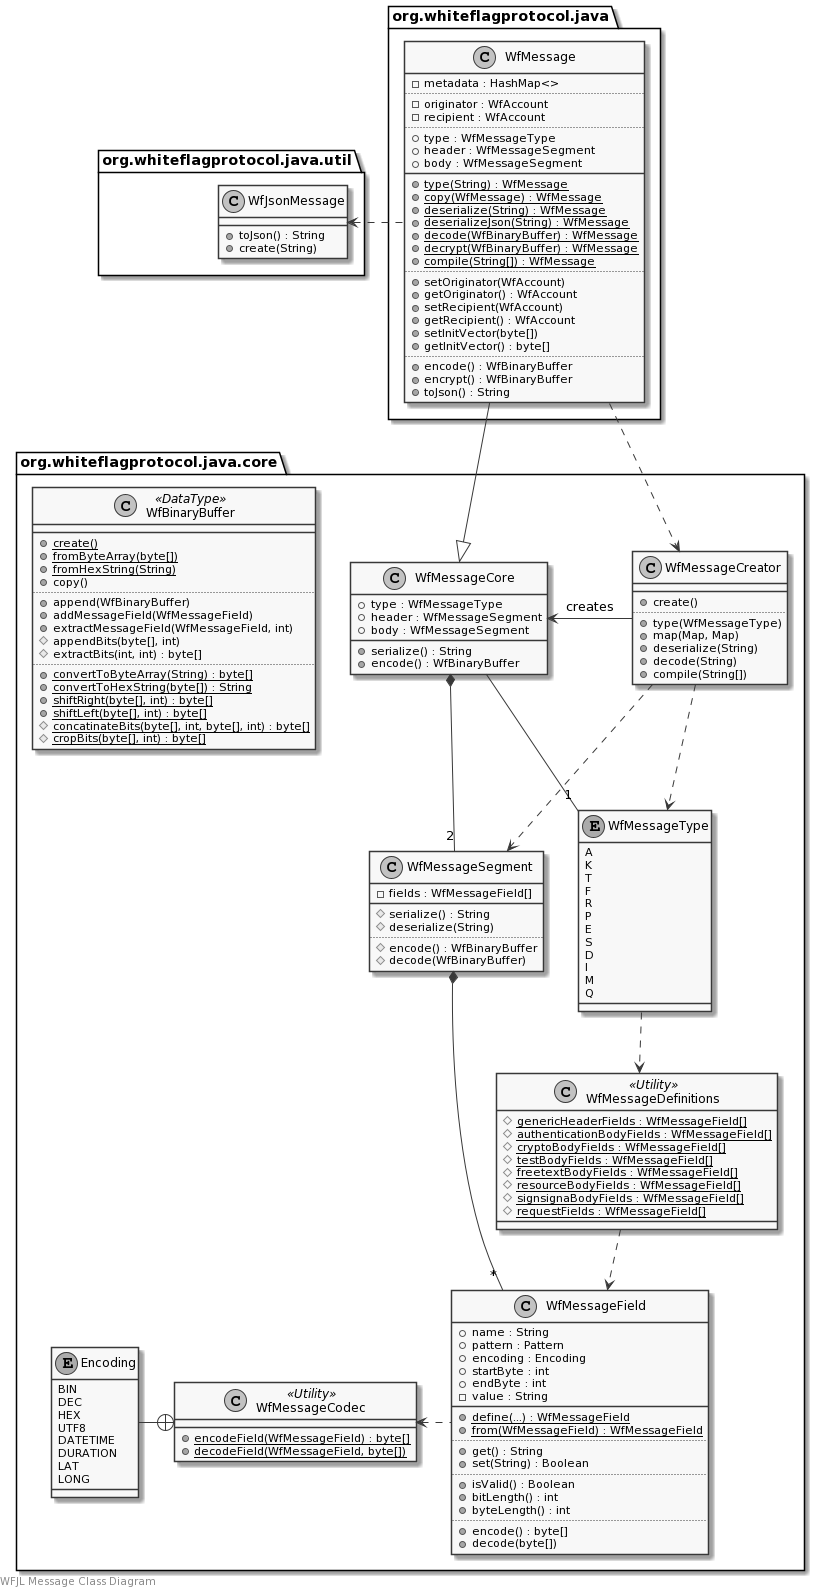 org.whiteflagprotocol.java
C WfMessage
metadata : HashMap<>
originator : WfAccount
recipient : WfAccount
type : WfMessageType
header : WfMessageSegment
body : WfMessageSegment
type(String) : WfMessage
copy(WfMessage) : WfMessage
deserialize(String) : WfMessage
deserializeJson(String) : WfMessage
decode(WfBinaryBuffer) : WfMessage
decrypt(WfBinaryBuffer) : WfMessage
compile(String[]) : WfMessage
setOriginator(WfAccount)
getOriginator() : WfAccount
setRecipient(WfAccount)
getRecipient() : WfAccount
setInitVector(byte[])
getInitVector() : byte[]
encode() : WfBinaryBuffer
encrypt() : WfBinaryBuffer
toJson() : String
org.whiteflagprotocol.java.util
C WfJsonMessage
toJson() : String
create(String)
org.whiteflagprotocol.java.core
C «DataType»
WfBinaryBuffer
create()
fromByteArray(byte[])
fromHexString(String)
copy()
append(WfBinaryBuffer)
addMessageField(WfMessageField)
extractMessageField(WfMessageField, int)
appendBits(byte[], int)
extractBits(int, int) : byte[]
convertToByteArray(String) : byte[]
convertToHexString(byte[]) : String
shiftRight(byte[], int) : byte[]
shiftLeft(byte[], int) : byte[]
concatinateBits(byte[], int, byte[], int) : byte[]
cropBits(byte[], int) : byte[]
C WfMessageCore
type : WfMessageType
header : WfMessageSegment
body : WfMessageSegment
serialize() : String
encode() : WfBinaryBuffer
creates
C WfMessageCreator
create()
type(WfMessageType)
map(Map, Map)
deserialize(String)
decode(String)
compile(String[])
1
2
E WfMessageType
A
K
T
F
R
P
E
S
D
I
M
Q
C WfMessageSegment
fields : WfMessageField[]
serialize() : String
deserialize(String)
encode() : WfBinaryBuffer
decode(WfBinaryBuffer)
C «Utility»
WfMessageDefinitions
genericHeaderFields : WfMessageField[]
authenticationBodyFields : WfMessageField[]
cryptoBodyFields : WfMessageField[]
testBodyFields : WfMessageField[]
freetextBodyFields : WfMessageField[]
resourceBodyFields : WfMessageField[]
signsignaBodyFields : WfMessageField[]
requestFields : WfMessageField[]
*
C WfMessageField
name : String
pattern : Pattern
encoding : Encoding
startByte : int
endByte : int
value : String
define(...) : WfMessageField
from(WfMessageField) : WfMessageField
get() : String
set(String) : Boolean
isValid() : Boolean
bitLength() : int
byteLength() : int
encode() : byte[]
decode(byte[])
E Encoding
BIN
DEC
HEX
UTF8
DATETIME
DURATION
LAT
LONG
C «Utility»
WfMessageCodec
encodeField(WfMessageField) : byte[]
decodeField(WfMessageField, byte[])
WFJL Message Class Diagram